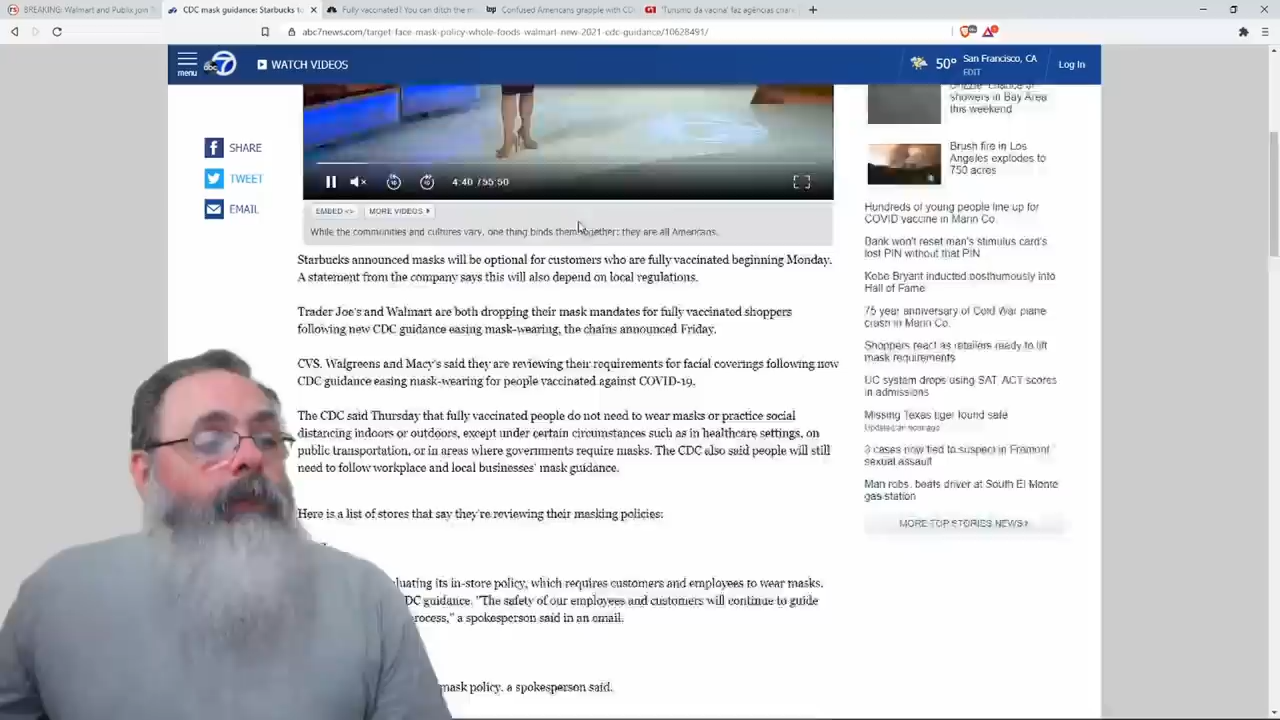 BREAKING: Walmart and Publix join T
CDC mask guidance: Starbucks to
Fully vaccinated? You can ditch the m
Confused Americans grapple with CD
'Turismo da vacina' faz agências criar
abc7news.com/target-face-mask-policy-whole-foods-walmart-new-2021-cdc-guidance/10628491/
menu
7
WATCH VIDEOS
50°
San Francisco, CA
EDIT
Log In
SHARE
TWEET
EMAIL
4:40 /55:50
EMBED <>
MORE VIDEOS
While the communities and cultures vary, one thing binds them together: they are all Americans.
Starbucks announced masks will be optional for customers who are fully vaccinated beginning Monday.
A statement from the company says this will also depend on local regulations.
Trader Joe's and Walmart are both dropping their mask mandates for fully vaccinated shoppers
following new CDC guidance easing mask-wearing, the chains announced Friday.
CVS, Walgreens and Macy's said they are reviewing their requirements for facial coverings following new
CDC guidance easing mask-wearing for people vaccinated against COVID-19.
The CDC said Thursday that fully vaccinated people do not need to wear masks or practice social
distancing indoors or outdoors, except under certain circumstances such as in healthcare settings, on
public transportation, or in areas where governments require masks. The CDC also said people will still
need to follow workplace and local businesses' mask guidance.
Here is a list of stores that say they're reviewing their masking policies:
luating its in-store policy, which requires customers and employees to wear masks,
DC guidance. "The safety of our employees and customers will continue to guide
rocess," a spokesperson said in an email.
mask policy, a spokesperson said.
showers in Bay Area
this weekend
Brush fire in Los
Angeles explodes to
750 acres
Hundreds of young people line up for
COVID vaccine in Marin Co.
Bank won't reset man's stimulus card's
lost PIN without that PIN
Kobe Bryant inducted posthumously into
Hall of Fame
75 year anniversary of Cold War plane
crash in Marin Co.
Shoppers react as retailers ready to lift
mask requirements
UC system drops using SAT, ACT scores
in admissions
Missing Texas tiger found safe
Updated an hour ago
3 cases now tied to suspect in Fremont
sexual assault
Man robs, beats driver at South El Monte
gas station
MORE TOP STORIES NEWS